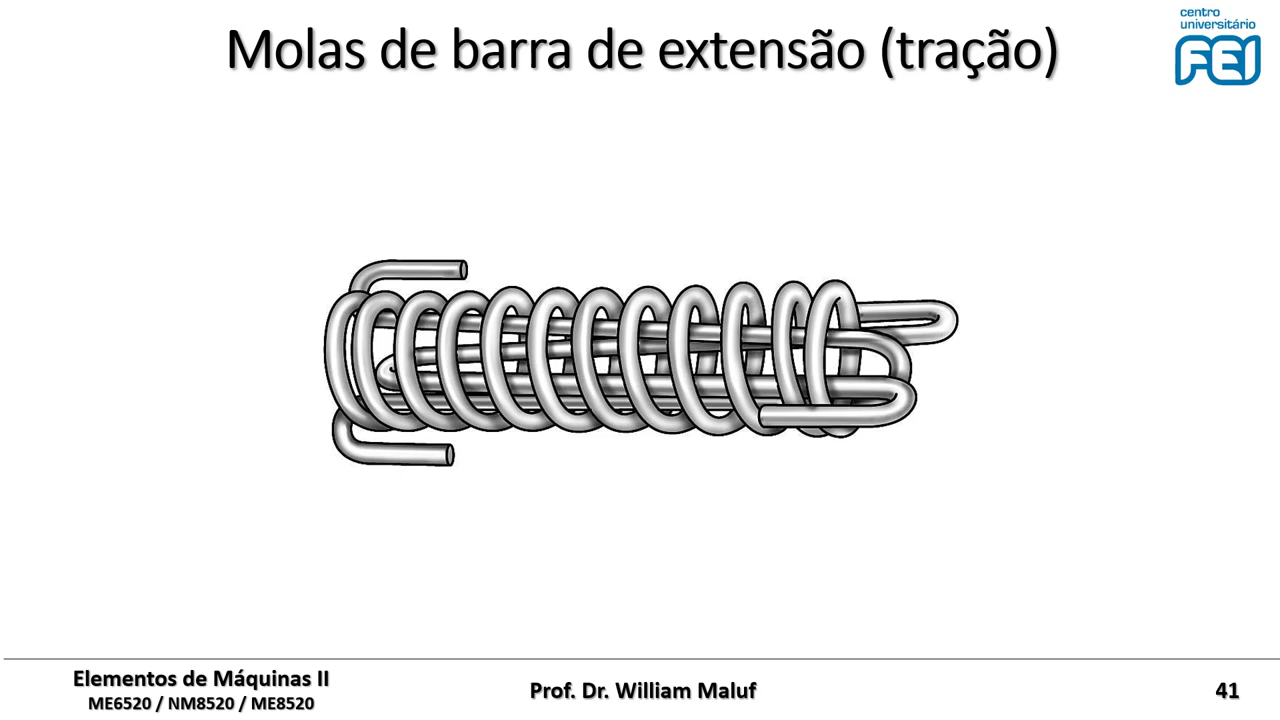 Molas de barra de extensão (tração)
centro
universitário
FEI
Elementos de Máquinas II
ME6520 / NM8520 / ME8520
Prof. Dr. William Maluf
41